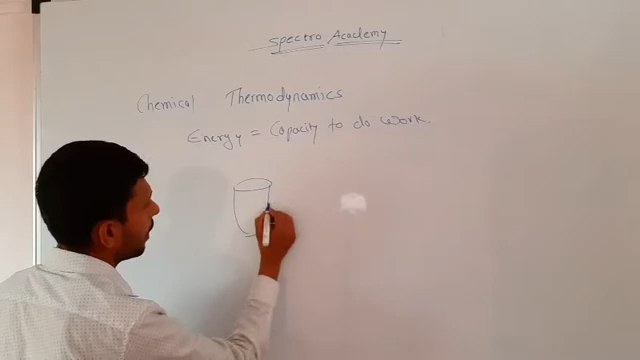 Spectro Academy
Chemical Thermodynamics
Energy = Capacity to do work.